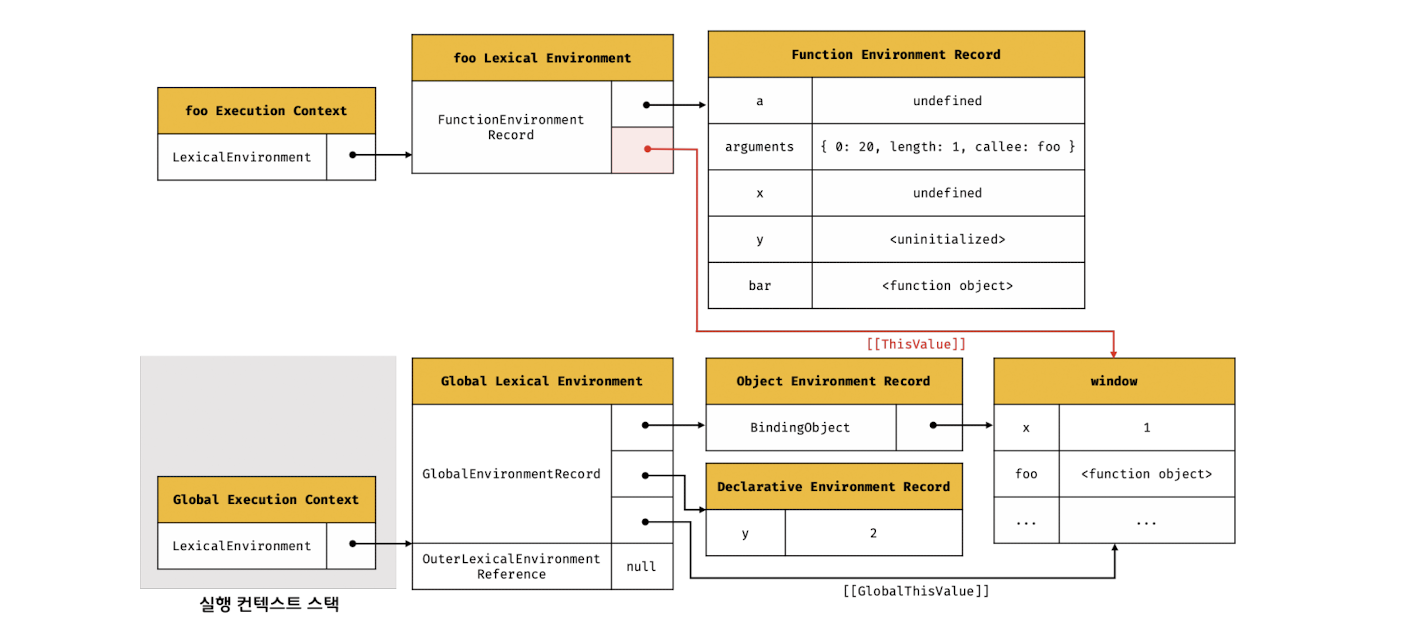 foo Execution Context
LexicalEnvironment
foo Lexical Environment
FunctionEnvironment
Record
Function Environment Record
a undefined
arguments { 0: 20, length: 1, callee: foo }
x undefined
y <uninitialized>
bar <function object>
[[ThisValue]]
Global Execution Context
LexicalEnvironment
실행 컨텍스트 스택
Global Lexical Environment
GlobalEnvironmentRecord
OuterLexicalEnvironment
Reference
null
Object Environment Record
BindingObject
Declarative Environment Record
y 2
window
x 1
foo <function object>
... ...
[[GlobalThisValue]]